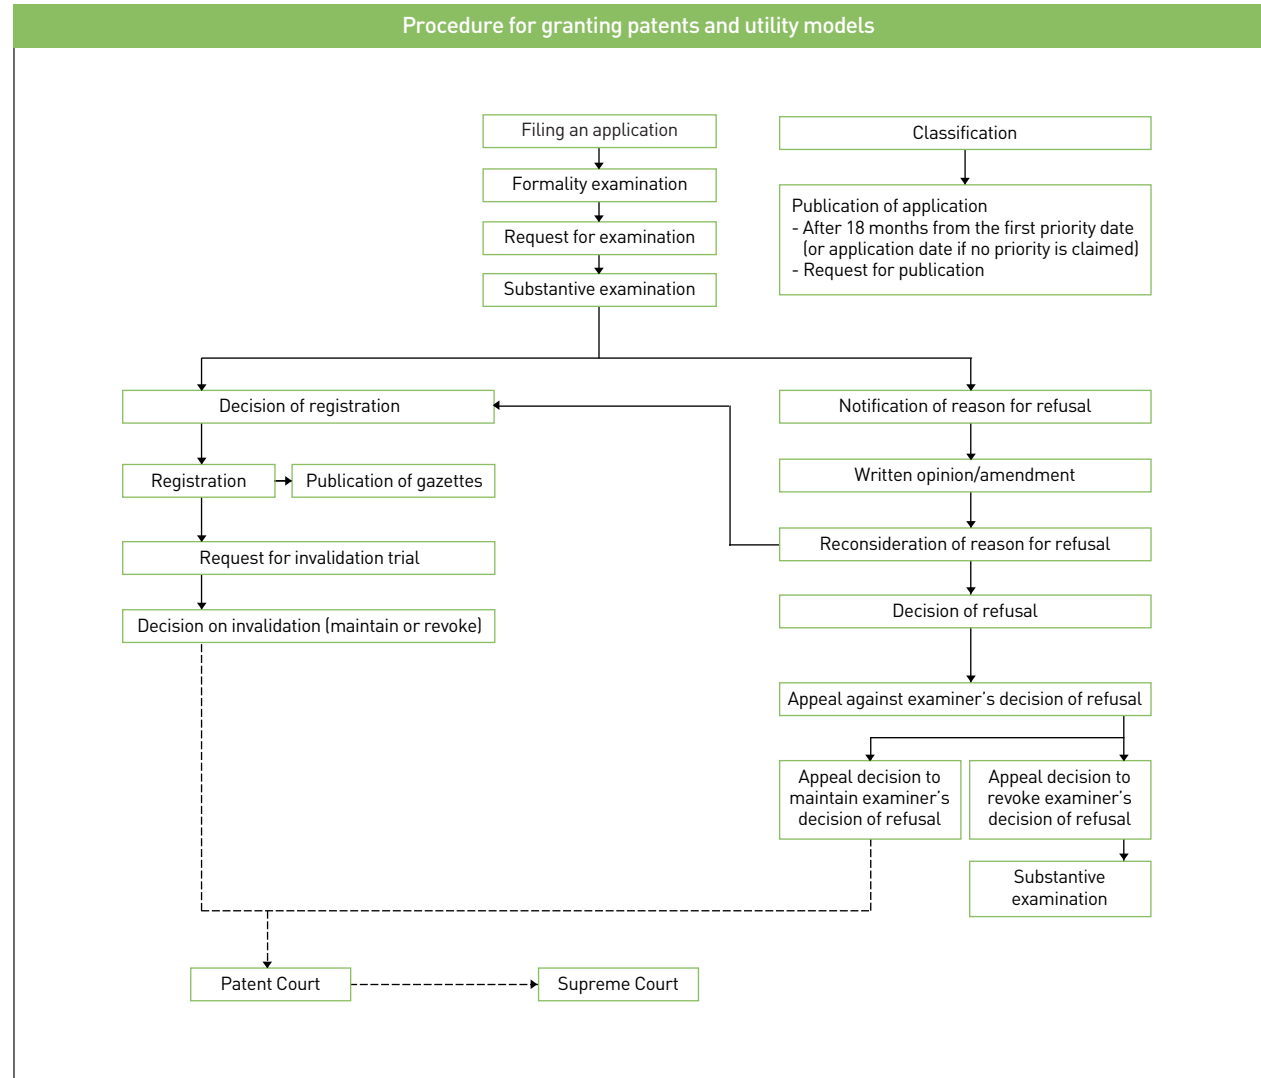 Procedure for granting patents and utility models
Filing an application
Formality examination
Request for examination
Substantive examination
Classification
Publication of application
- After 18 months from the first priority date
(or application date if no priority is claimed)
- Request for publication
Decision of registration
Registration
Publication of gazettes
Request for invalidation trial
Decision on invalidation (maintain or revoke)
Notification of reason for refusal
Written opinion/amendment
Reconsideration of reason for refusal
Decision of refusal
Appeal against examiner’s decision of refusal
Appeal decision to
maintain examiner’s
decision of refusal
Appeal decision to
revoke examiner’s
decision of refusal
Substantive
examination
Patent Court
Supreme Court